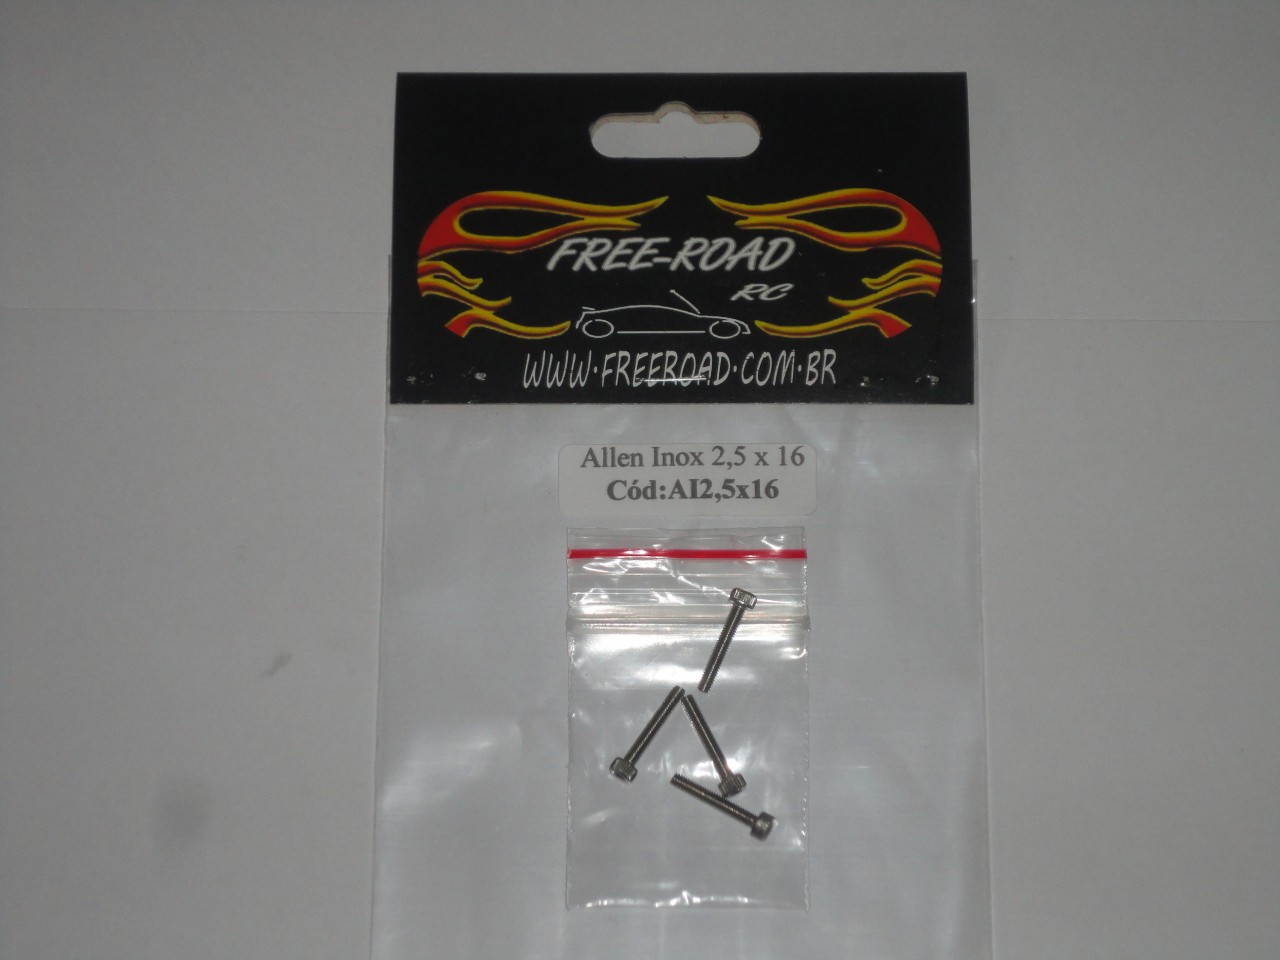 FREE-ROAD
RC
WWW.FREEROAD.COM.BR
Allen Inox 2,5 x 16
Cód:AI2,5x16